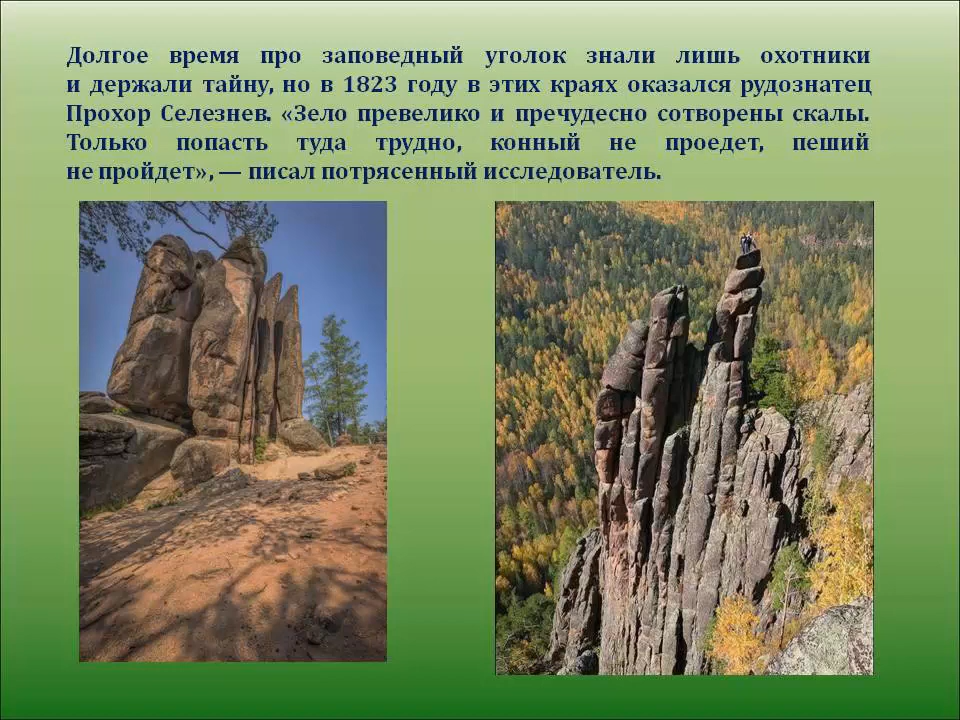 Долгое время про заповедный уголок знали лишь охотники
и держали тайну, но в 1823 году в этих краях оказался рудознатец
Прохор Селезнев. «Зело превелико и пречудесно сотворены скалы.
Только попасть туда трудно, конный не проедет, пеший
не пройдет», — писал потрясенный исследователь.